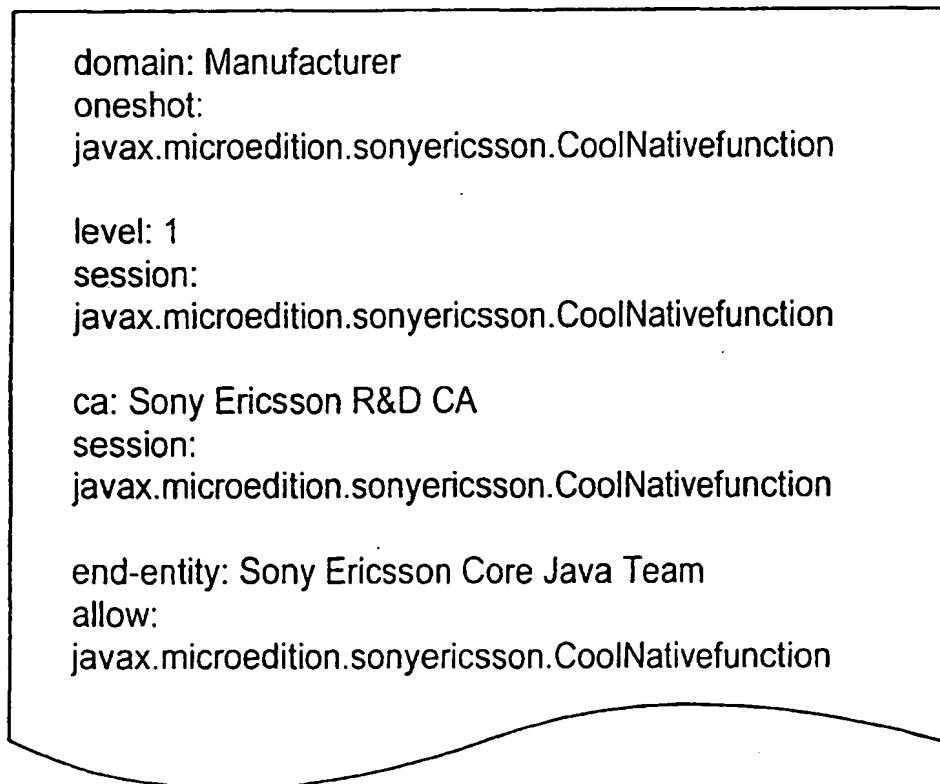 domain: Manufacturer
oneshot:
javax.microedition.sonyericsson.CoolNativefunction
level: 1
session:
javax.microedition.sonyericsson.CoolNativefunction
ca: Sony Ericsson R&D CA
session:
javax.microedition.sonyericsson.CoolNativefunction
end-entity: Sony Ericsson Core Java Team
allow:
javax.microedition.sonyericsson.CoolNativefunction